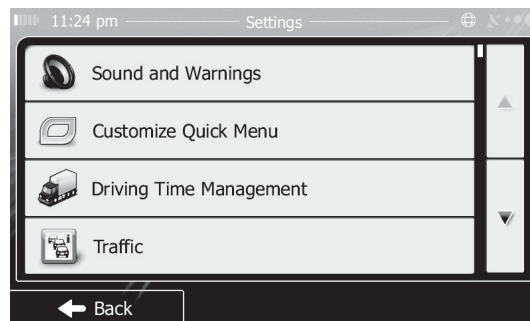 11:24 pm Settings
Sound and Warnings
Customize Quick Menu
Driving Time Management
Traffic
Back